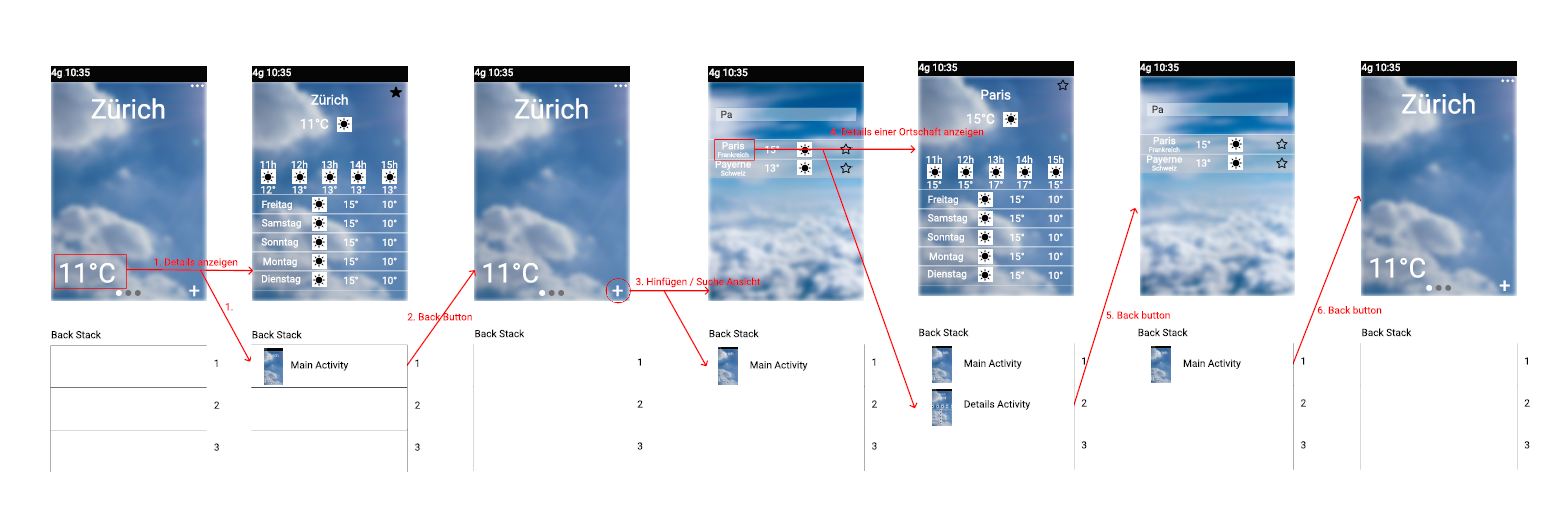 4g 10:35
Zürich
11°C
1. Details anzeigen
1.
Back Stack
1
2
3
4g 10:35
Zürich
11°C
11h 12h 13h 14h 15h
12° 13° 13° 13° 13°
Freitag 15° 10°
Samstag 15° 10°
Sonntag 15° 10°
Montag 15° 10°
Dienstag 15° 10°
2. Back Button
Back Stack
Main Activity
1
2
3
4g 10:35
Zürich
11°C
+
3. Hinfügen / Suche Ansicht
Back Stack
1
2
3
4g 10:35
Pa
Paris 15°
Frankreich
Payerne 13°
Schweiz
4. Details einer Ortschaft anzeigen
Back Stack
Main Activity
1
2
3
4g 10:35
Paris
15°C
11h 12h 13h 14h 15h
15° 15° 17° 17° 15°
Freitag 15° 10°
Samstag 15° 10°
Sonntag 15° 10°
Montag 15° 10°
Dienstag 15° 10°
5. Back button
Back Stack
Main Activity
Details Activity
1
2
3
4g 10:35
Pa
Paris 15°
Frankreich
Payerne 13°
Schweiz
6. Back button
Back Stack
Main Activity
1
2
3
4g 10:35
Zürich
11°C
+
Back Stack
1
2
3